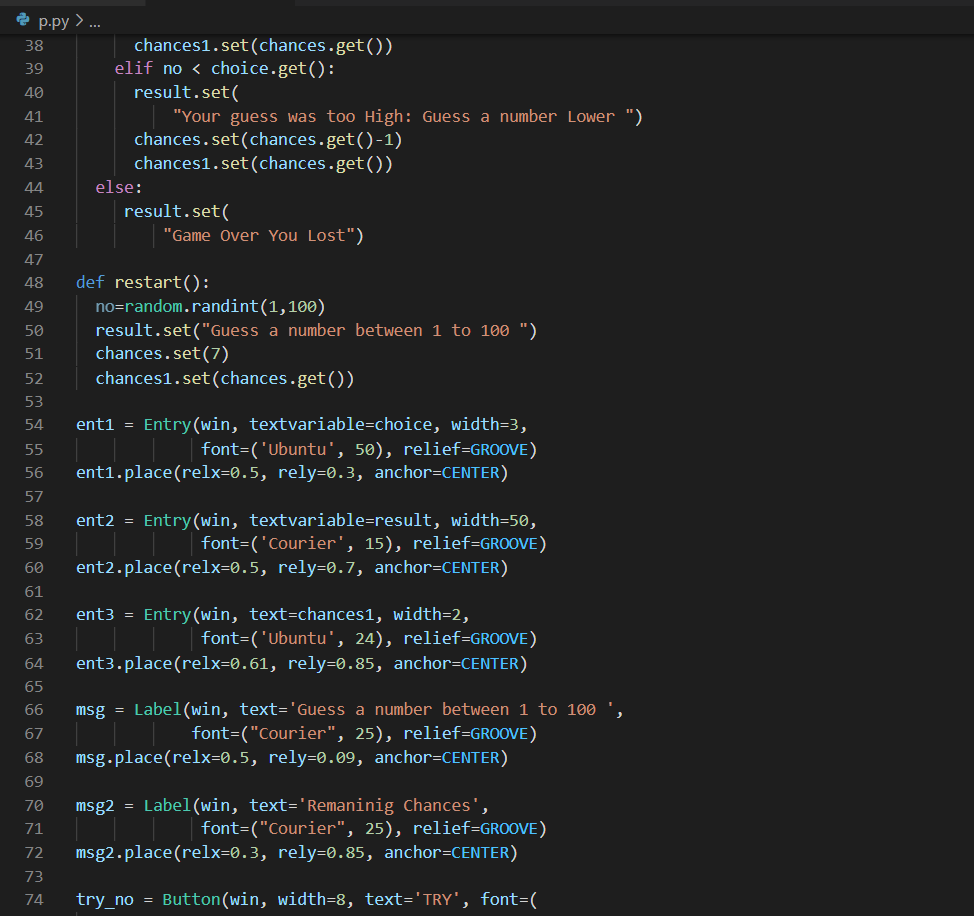 p.py > ...
38 chances1.set(chances.get())
39 elif no < choice.get():
40 result.set(
41 "Your guess was too High: Guess a number Lower ")
42 chances.set(chances.get()-1)
43 chances1.set(chances.get())
44 else:
45 result.set(
46 "Game Over You Lost")
47
48 def restart():
49 no=random.randint(1,100)
50 result.set("Guess a number between 1 to 100 ")
51 chances.set(7)
52 chances1.set(chances.get())
53
54 ent1 = Entry(win, textvariable=choice, width=3,
55 font=('Ubuntu', 50), relief=GROOVE)
56 ent1.place(relx=0.5, rely=0.3, anchor=CENTER)
57
58 ent2 = Entry(win, textvariable=result, width=50,
59 font=('Courier', 15), relief=GROOVE)
60 ent2.place(relx=0.5, rely=0.7, anchor=CENTER)
61
62 ent3 = Entry(win, text=chances1, width=2,
63 font=('Ubuntu', 24), relief=GROOVE)
64 ent3.place(relx=0.61, rely=0.85, anchor=CENTER)
65
66 msg = Label(win, text='Guess a number between 1 to 100 ',
67 font=("Courier", 25), relief=GROOVE)
68 msg.place(relx=0.5, rely=0.09, anchor=CENTER)
69
70 msg2 = Label(win, text='Remaninig Chances',
71 font=("Courier", 25), relief=GROOVE)
72 msg2.place(relx=0.3, rely=0.85, anchor=CENTER)
73
74 try_no = Button(win, width=8, text='TRY', font=(